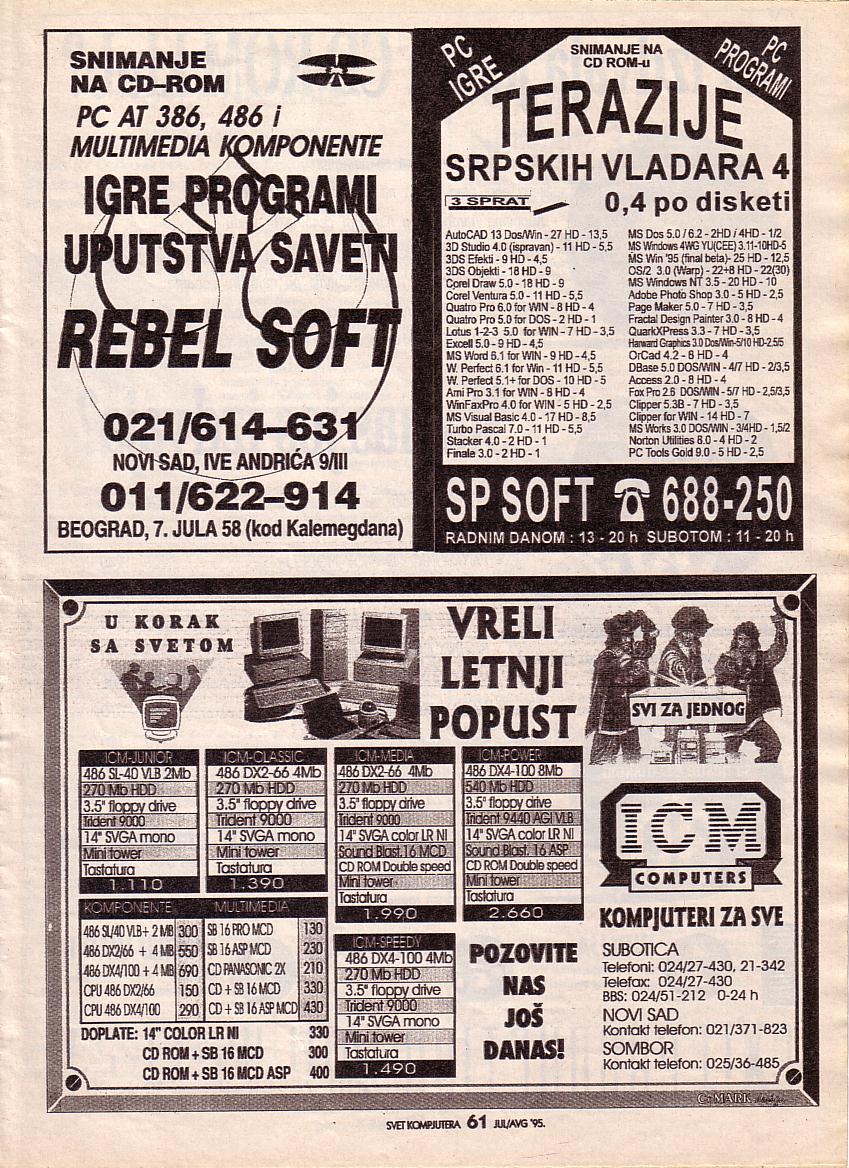 SNIMANJE
NA CD–ROM
PC AT 386, 486 i
MULTIMEDIA KOMPONENTE
IGRE PROGRAMI
UPUTSTVA SAVETI
REBEL SOFT
021/614–631
NOVI SAD, IVE ANDRIĆA 9/III
011/622–914
BEOGRAD, 7. JULA 58 (kod Kalemegdana)
PC
IGRE
SNIMANJE NA
CD ROM-u
PC
PROGRAMI
TERAZIJE
SRPSKIH VLADARA 4
3 SPRAT
0,4 po disketi
AutoCAD 13 Dos/Win - 27 HD - 13,5
3D Studio 4.0 (ispravan) - 11 HD - 5,5
3DS Efekti - 9 HD - 4,5
3DS Objekti - 18 HD - 9
Corel Draw 5.0 - 18 HD - 9
Corel Ventura 5.0 - 11 HD - 5,5
Quatro Pro 6.0 for WIN - 8 HD - 4
Quatro Pro 5.0 for DOS - 2 HD - 1
Lotus 1-2-3 5.0 for WIN - 7 HD - 3,5
Excell 5.0 - 9 HD - 4,5
MS Word 6.1 for WIN - 9 HD - 4,5
W. Perfect 6.1 for Win - 11 HD - 5,5
W. Perfect 5.1+ for DOS - 10 HD - 5
Ami Pro 3.1 for WIN - 8 HD - 4
WinFaxPro 4.0 for WIN - 5 HD - 2,5
MS Visual Basic 4.0 - 17 HD - 8,5
Turbo Pascal 7.0 - 11 HD - 5,5
Stacker 4.0 - 2 HD - 1
Finale 3.0 - 2 HD - 1
MS Dos 5.0 / 6.2 - 2HD i 4HD - 1/2
MS Windows 4WG YU(CEE) 3.11-10HD-5
MS Win '95 (final beta)- 25 HD - 12,5
OS/2 3.0 (Warp) - 22+8 HD - 22(30)
MS Windows NT 3.5 - 20 HD - 10
Adobe Photo Shop 3.0 - 5 HD - 2,5
Page Maker 5.0 - 7 HD - 3,5
Fractal Design Painter 3.0 - 8 HD - 4
QuarkXPress 3.3 - 7 HD - 3,5
Harward Graphics 3.0 Dos/Win-5/10 HD-2.5/5
OrCad 4.2 - 8 HD - 4
DBase 5.0 DOS/WIN - 4/7 HD - 2/3,5
Access 2.0 - 8 HD - 4
Fox Pro 2.6 DOS/WIN - 5/7 HD - 2,5/3,5
Clipper 5.3B - 7 HD - 3,5
Clipper for WIN - 14 HD - 7
MS Works 3.0 DOS/WIN - 3/4HD - 1,5/2
Norton Utilities 8.0 - 4 HD - 2
PC Tools Gold 9.0 - 5 HD - 2,5
SP SOFT 688-250
RADNIM DANOM : 13 - 20 h SUBOTOM : 11 - 20 h
U KORAK
SA SVETOM
VRELI
LETNJI
POPUST
SVI ZA JEDNOG
ICM-JUNIOR
486 SL-40 VLB 2Mb
270 Mb HDD
3.5" floppy drive
Trident 9000
14" SVGA mono
Mini tower
Tastatura
1.110
ICM-CLASSIC
486 DX2-66 4Mb
270 Mb HDD
3.5" floppy drive
Trident 9000
14" SVGA mono
Mini tower
Tastatura
1.390
ICM-MEDIA
486 DX2-66 4Mb
270 Mb HDD
3.5" floppy drive
Trident 9000
14" SVGA color LR NI
Sound Blast.16 MCD
CD ROM Double speed
Mini tower
Tastatura
1.990
ICM-POWER
486 DX4-100 8Mb
540 Mb HDD
3.5" floppy drive
Trident 9440 AGI VLB
14" SVGA color LR NI
Sound Blast. 16 ASP
CD ROM Double speed
Mini tower
Tastatura
2.660
KOMPONENTE MULTIMEDIA
486 SL/40 VLB+ 2 MB 300 SB 16 PRO MCD 130
486 DX2/66 + 4 MB 550 SB 16 ASP MCD 230
486 DX4/100 + 4 MB 690 CD PANASONIC 2X 210
CPU 486 DX2/66 150 CD + SB 16 MCD 330
CPU 486 DX4/100 290 CD + SB 16 ASP MCD 430
DOPLATE: 14" COLOR LR NI 330
CD ROM + SB 16 MCD 300
CD ROM + SB 16 MCD ASP 400
ICM-SPEEDY
486 DX4-100 4Mb
270 Mb HDD
3.5" floppy drive
Trident 9000
14" SVGA mono
Mini tower
Tastatura
1.490
POZOVITE
NAS
JOŠ
DANAS!
ICM
COMPUTERS
KOMPJUTERI ZA SVE
SUBOTICA
Telefoni: 024/27-430, 21-342
Telefax: 024/27-430
BBS: 024/51-212 0-24 h
NOVI SAD
Kontakt telefon: 021/371-823
SOMBOR
Kontakt telefon: 025/36-485
SVET KOMPJUTERA 61 JUL/AVG '95.